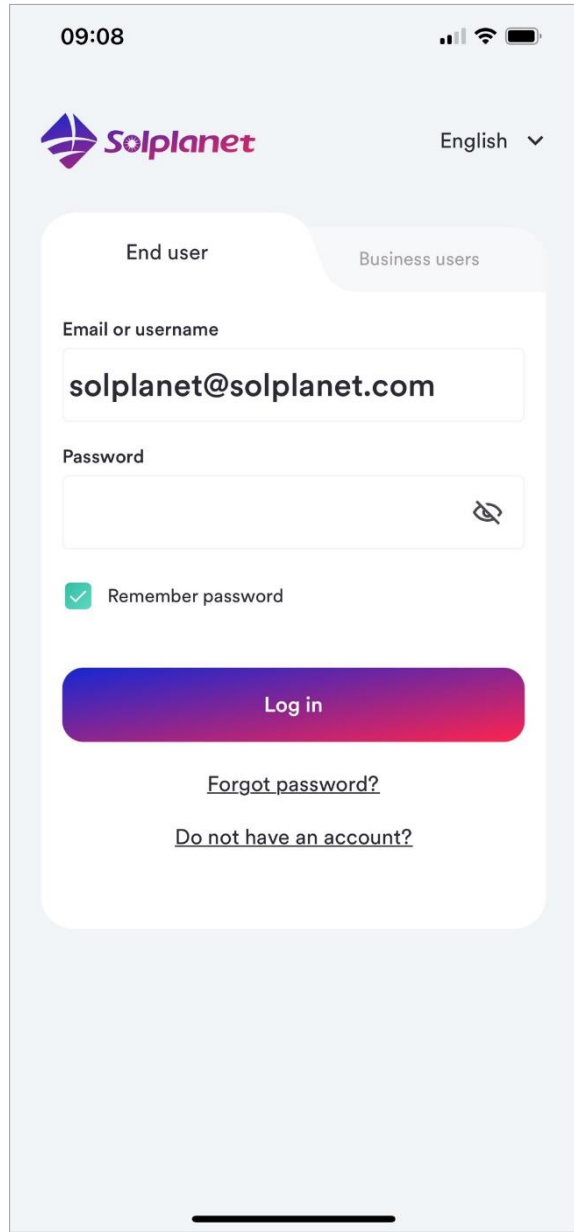 09:08
Solplanet
English
End user
Business users
Email or username
solplanet@solplanet.com
Password
Remember password
Log in
Forgot password?
Do not have an account?